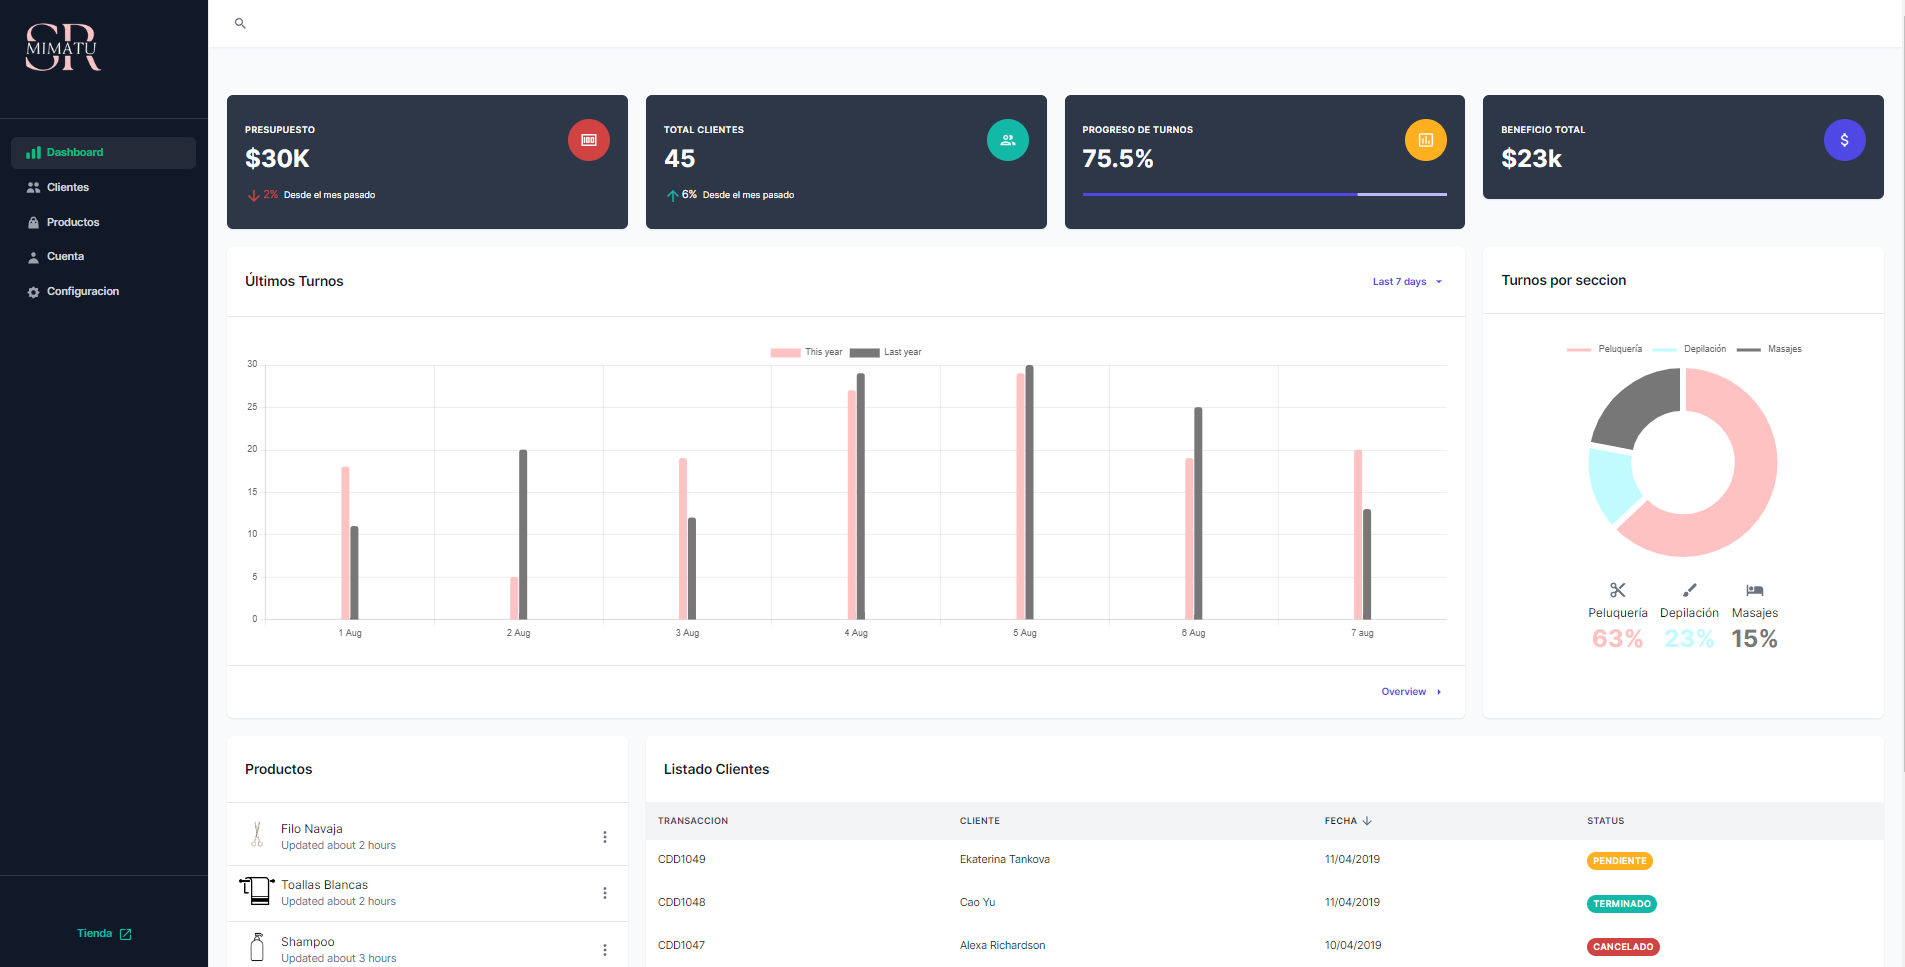 SR
MIMATU
Dashboard
Clientes
Productos
Cuenta
Configuracion
Tienda
PRESUPUESTO
$30K
2% Desde el mes pasado
TOTAL CLIENTES
45
6% Desde el mes pasado
PROGRESO DE TURNOS
75.5%
BENEFICIO TOTAL
$23k
$
Últimos Turnos
Last 7 days
This year Last year
30
25
20
15
10
5
0
1 Aug 2 Aug 3 Aug 4 Aug 5 Aug 6 Aug 7 aug
Overview
Turnos por seccion
Peluquería Depilación Masajes
Peluquería Depilación Masajes
63% 23% 15%
Productos
Filo Navaja
Updated about 2 hours
Toallas Blancas
Updated about 2 hours
Shampoo
Updated about 3 hours
Listado Clientes
TRANSACCION CLIENTE FECHA STATUS
CDD1049 Ekaterina Tankova 11/04/2019 PENDIENTE
CDD1048 Cao Yu 11/04/2019 TERMINADO
CDD1047 Alexa Richardson 10/04/2019 CANCELADO